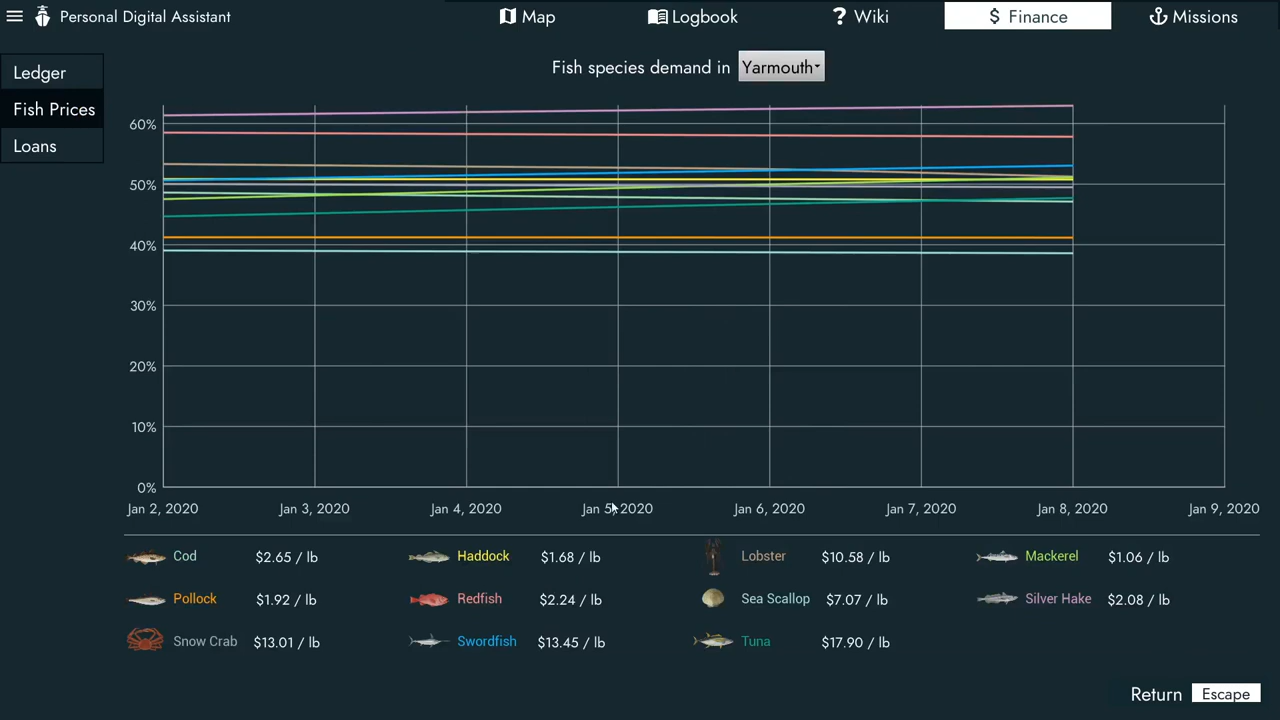 Personal Digital Assistant
Map
Logbook
? Wiki
$ Finance
Missions
Ledger
Fish Prices
Loans
Fish species demand in Yarmouth
60%
50%
40%
30%
20%
10%
0%
Jan 2, 2020 Jan 3, 2020 Jan 4, 2020 Jan 5, 2020 Jan 6, 2020 Jan 7, 2020 Jan 8, 2020 Jan 9, 2020
Cod $2.65 / lb Haddock $1.68 / lb Lobster $10.58 / lb Mackerel $1.06 / lb
Pollock $1.92 / lb Redfish $2.24 / lb Sea Scallop $7.07 / lb Silver Hake $2.08 / lb
Snow Crab $13.01 / lb Swordfish $13.45 / lb Tuna $17.90 / lb
Return Escape